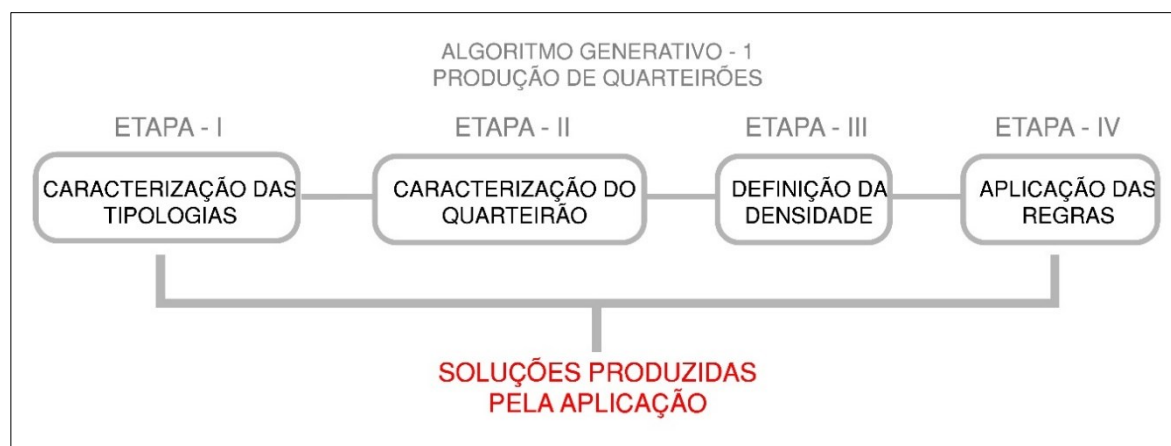 ALGORITMO GENERATIVO - 1
PRODUÇÃO DE QUARTEIRÕES
ETAPA - I
ETAPA - II
ETAPA - III
ETAPA - IV
CARACTERIZAÇÃO DAS
TIPOLOGIAS
CARACTERIZAÇÃO DO
QUARTEIRÃO
DEFINIÇÃO DA
DENSIDADE
APLICAÇÃO DAS
REGRAS
SOLUÇÕES PRODUZIDAS
PELA APLICAÇÃO